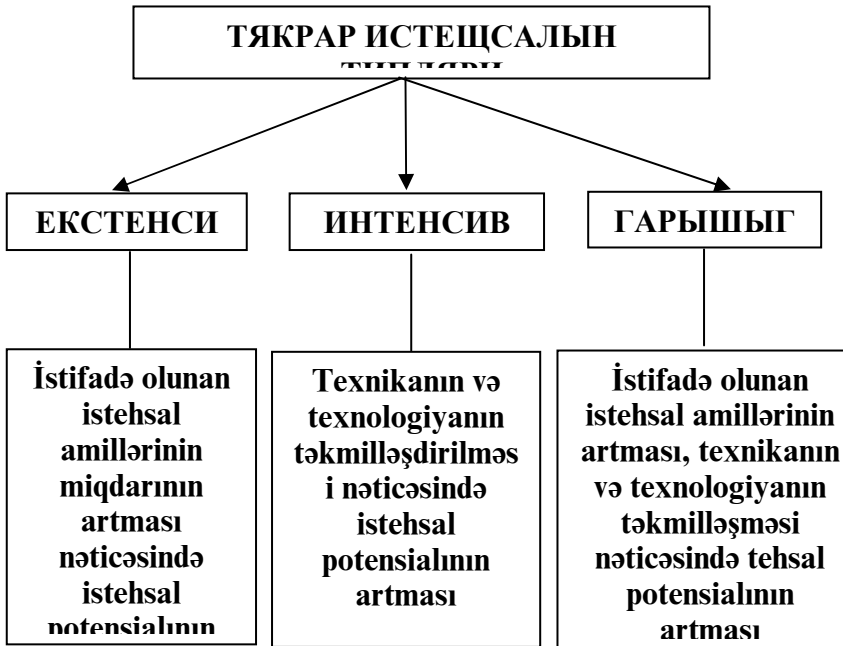 ТЯКРАР ИСТЕЩСАЛЫН
ТИПЛЯРИ
ЕКСТЕНСИ
ИНТЕНСИВ
ГАРЫШЫГ
İstifadə olunan
istehsal
amillərinin
miqdarının
artması
nəticəsində
istehsal
potensialının
Texnikanın və
texnologiyanın
təkmilləşdirilməs
i nəticəsində
istehsal
potensialının
artması
İstifadə olunan
istehsal amillərinin
artması, texnikanın
və texnologiyanın
təkmilləşməsi
nəticəsində tehsal
potensialının
artması